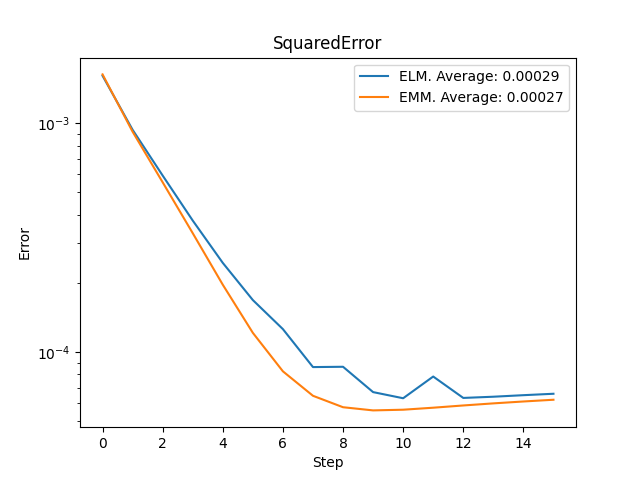 SquaredError
ELM. Average: 0.00029
EMM. Average: 0.00027
10⁻³
10⁻⁴
Error
0 2 4 6 8 10 12 14
Step